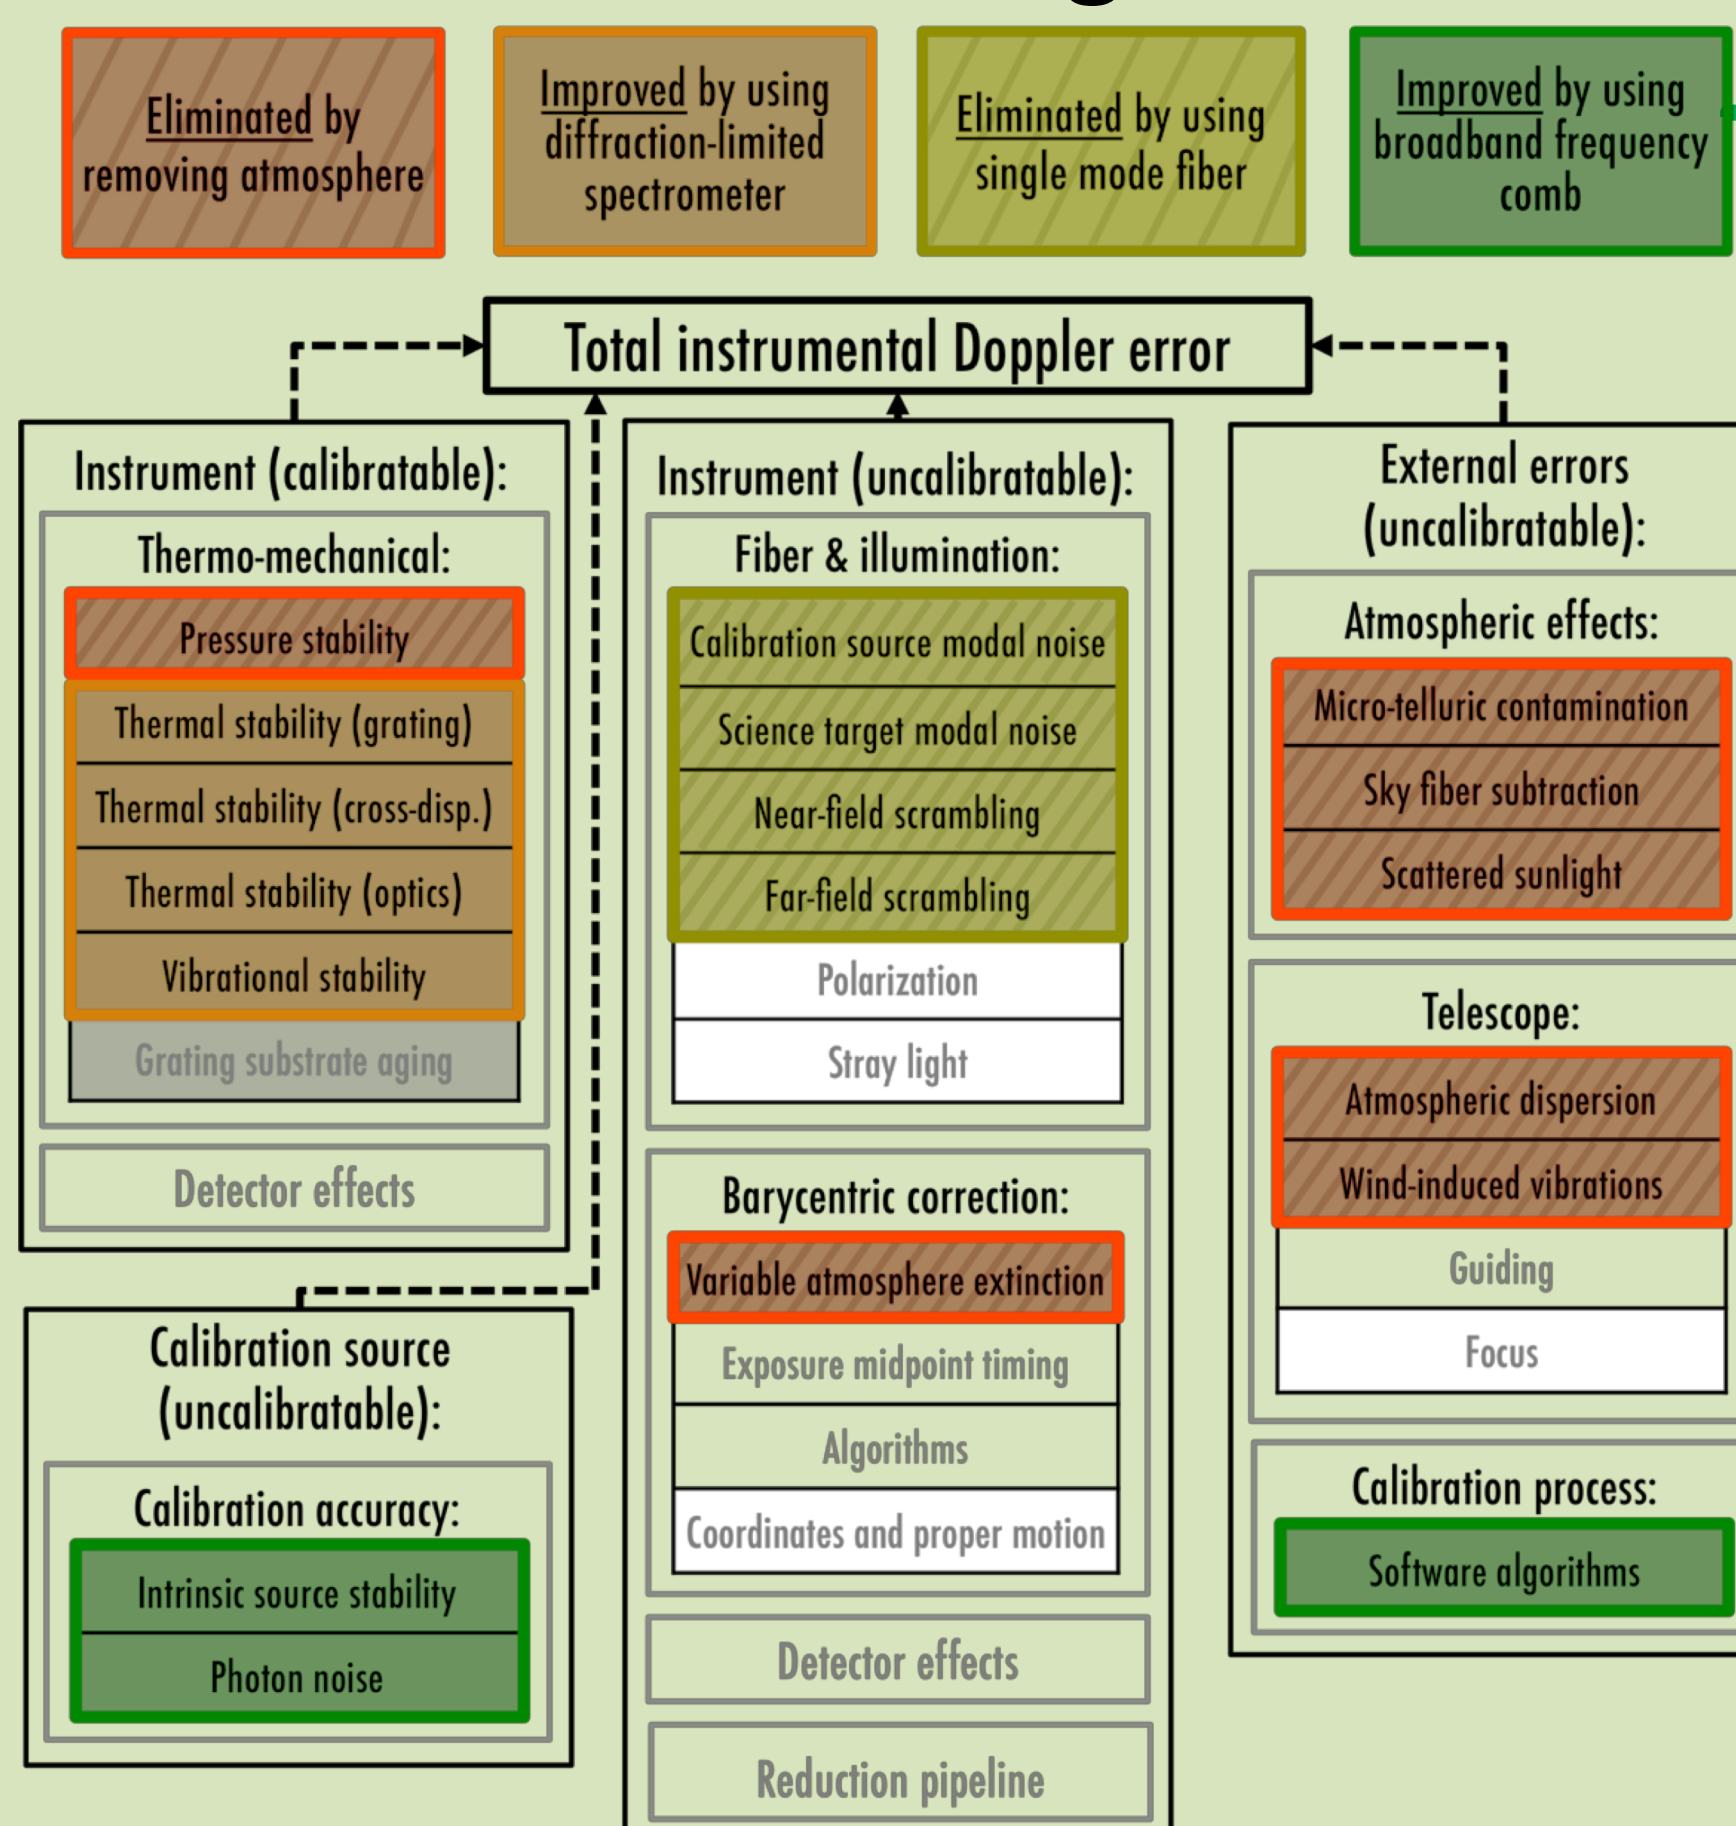 Eliminated by
removing atmosphere
Improved by using
diffraction-limited
spectrometer
Eliminated by using
single mode fiber
Improved by using
broadband frequency
comb
Total instrumental Doppler error
Instrument (calibratable):
Thermo-mechanical:
Pressure stability
Thermal stability (grating)
Thermal stability (cross-disp.)
Thermal stability (optics)
Vibrational stability
Grating substrate aging
Detector effects
Calibration source
(uncalibratable):
Calibration accuracy:
Intrinsic source stability
Photon noise
Instrument (uncalibratable):
Fiber & illumination:
Calibration source modal noise
Science target modal noise
Near-field scrambling
Far-field scrambling
Polarization
Stray light
Barycentric correction:
Variable atmosphere extinction
Exposure midpoint timing
Algorithms
Coordinates and proper motion
Detector effects
Reduction pipeline
External errors
(uncalibratable):
Atmospheric effects:
Micro-telluric contamination
Sky fiber subtraction
Scattered sunlight
Telescope:
Atmospheric dispersion
Wind-induced vibrations
Guiding
Focus
Calibration process:
Software algorithms